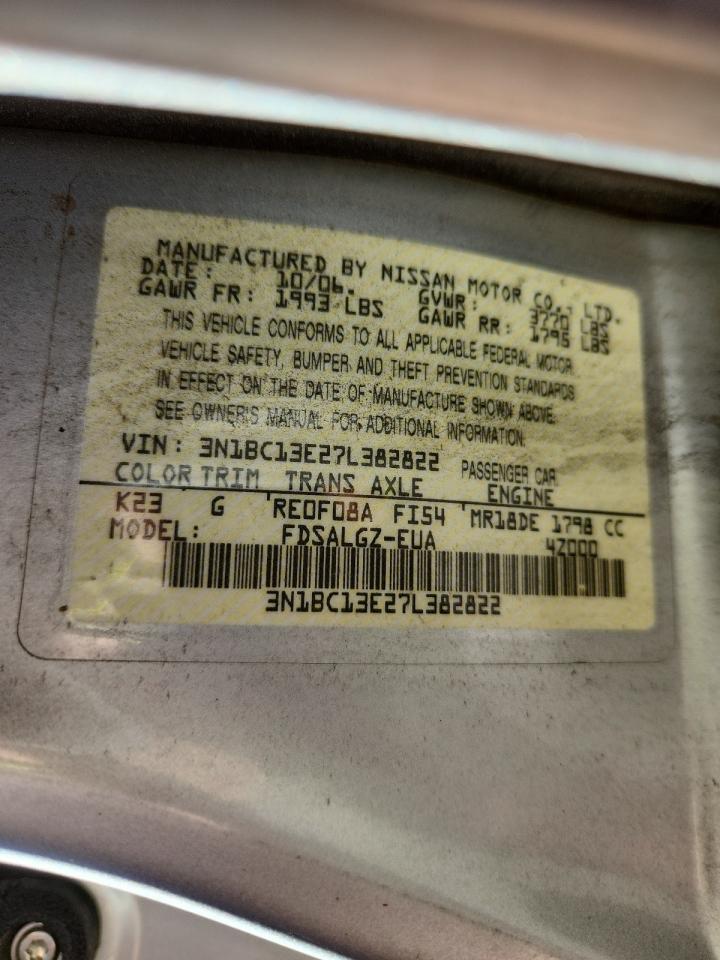 MANUFACTURED BY NISSAN MOTOR CO., LTD.
DATE: 10/06. GVWR: 3770 LBS
GAWR FR: 1993 LBS GAWR RR: 1795 LBS
THIS VEHICLE CONFORMS TO ALL APPLICABLE FEDERAL MOTOR
VEHICLE SAFETY, BUMPER AND THEFT PREVENTION STANDARDS
IN EFFECT ON THE DATE OF MANUFACTURE SHOWN ABOVE.
SEE OWNER'S MANUAL FOR ADDITIONAL INFORMATION.
VIN: 3N1BC13E27L382822 PASSENGER CAR
COLOR TRIM TRANS AXLE ENGINE
K23 G RE0F08A FI54 MR18DE 1798 CC
MODEL: FDSALGZ-EUA 4Z000
3N1BC13E27L382822